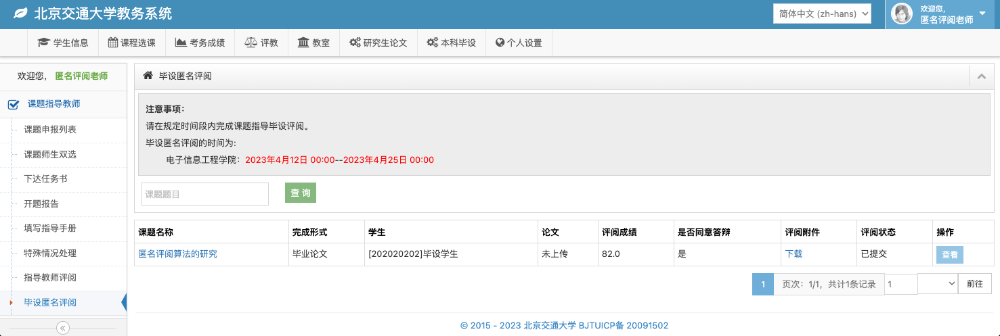 北京交通大学教务系统
简体中文 (zh-hans)
欢迎您,
匿名评阅老师
学生信息 课程选课 考务成绩 评教 教室 研究生论文 本科毕设 个人设置
欢迎您， 匿名评阅老师
课题指导教师
课题申报列表
课题师生双选
下达任务书
开题报告
填写指导手册
特殊情况处理
指导教师评阅
毕设匿名评阅
毕设匿名评阅
注意事项：
请在规定时间段内完成课题指导毕设评阅。
毕设匿名评阅的时间为:
电子信息工程学院： 2023年4月12日 00:00--2023年4月25日 00:00
课题题目 查 询
课题名称 完成形式 学生 论文 评阅成绩 是否同意答辩 评阅附件 评阅状态 操作
匿名评阅算法的研究 毕业论文 [202020202]毕设学生 未上传 82.0 是 下载 已提交 查看
1 页次：1/1，共计1条记录 1 前往
© 2015 - 2023 北京交通大学 BJTUICP备 20091502